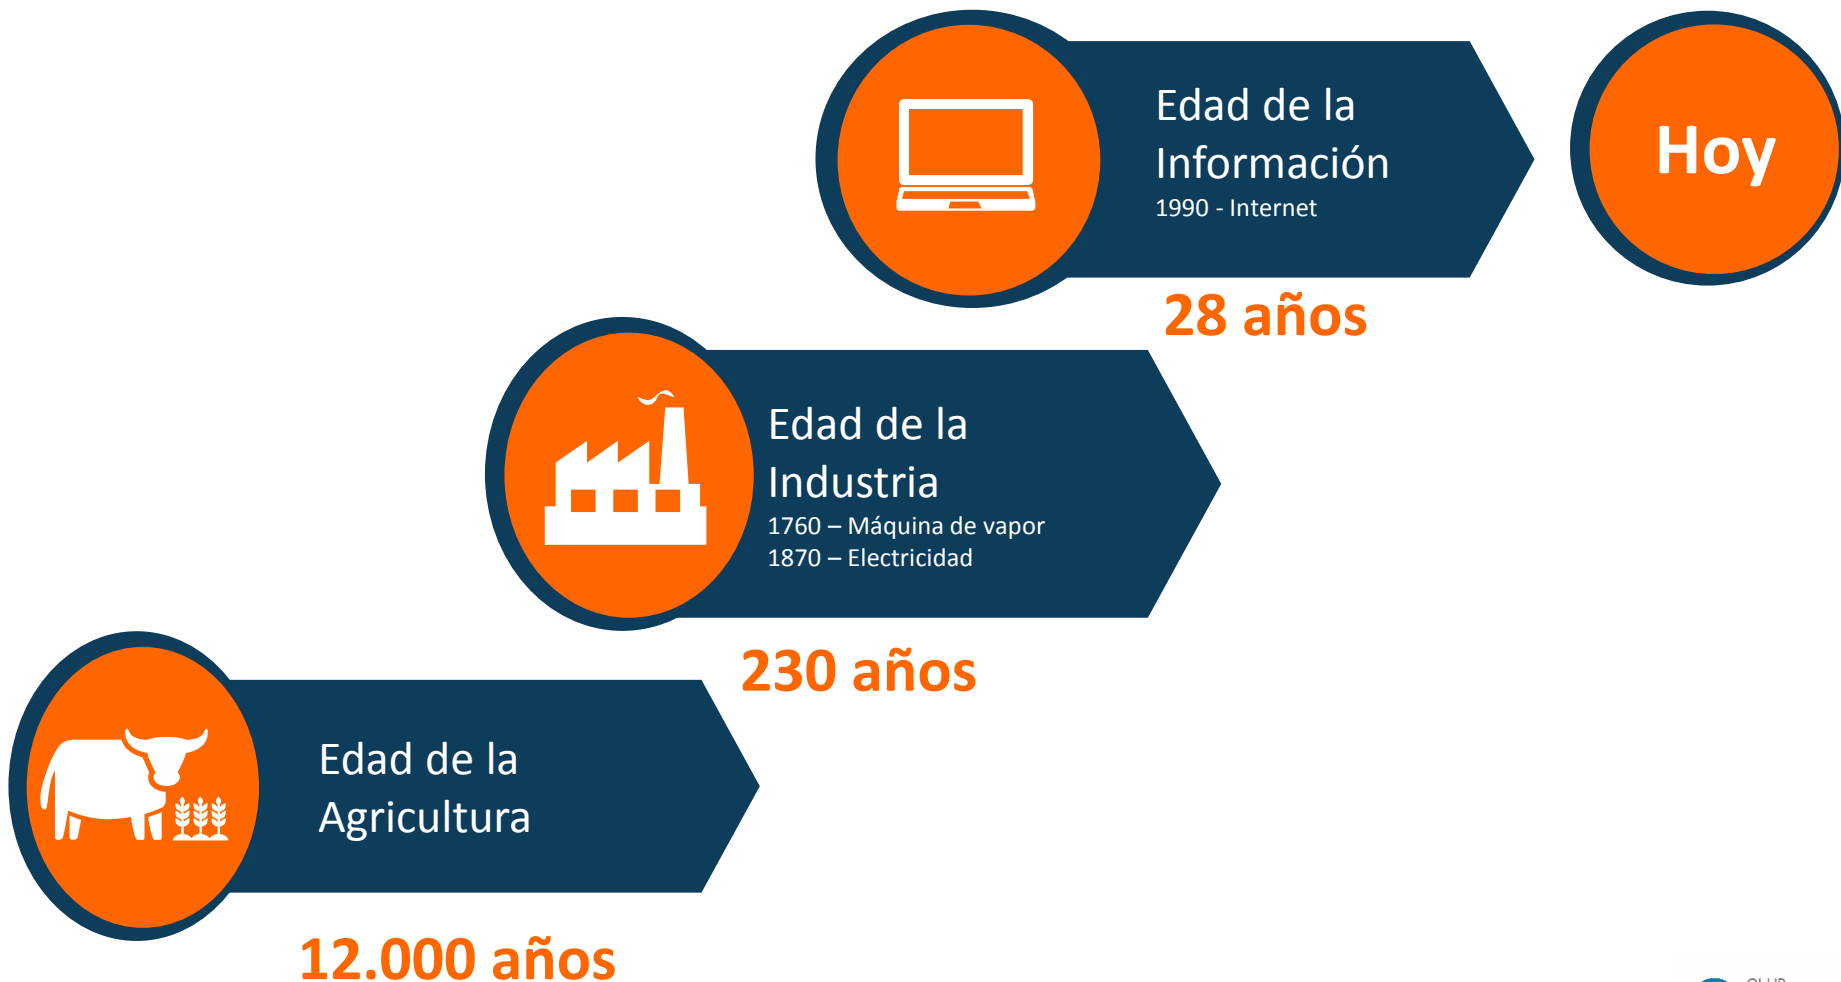 Edad de la
Información
1990 - Internet
Hoy
28 años
Edad de la
Industria
1760 – Máquina de vapor
1870 – Electricidad
230 años
Edad de la
Agricultura
12.000 años